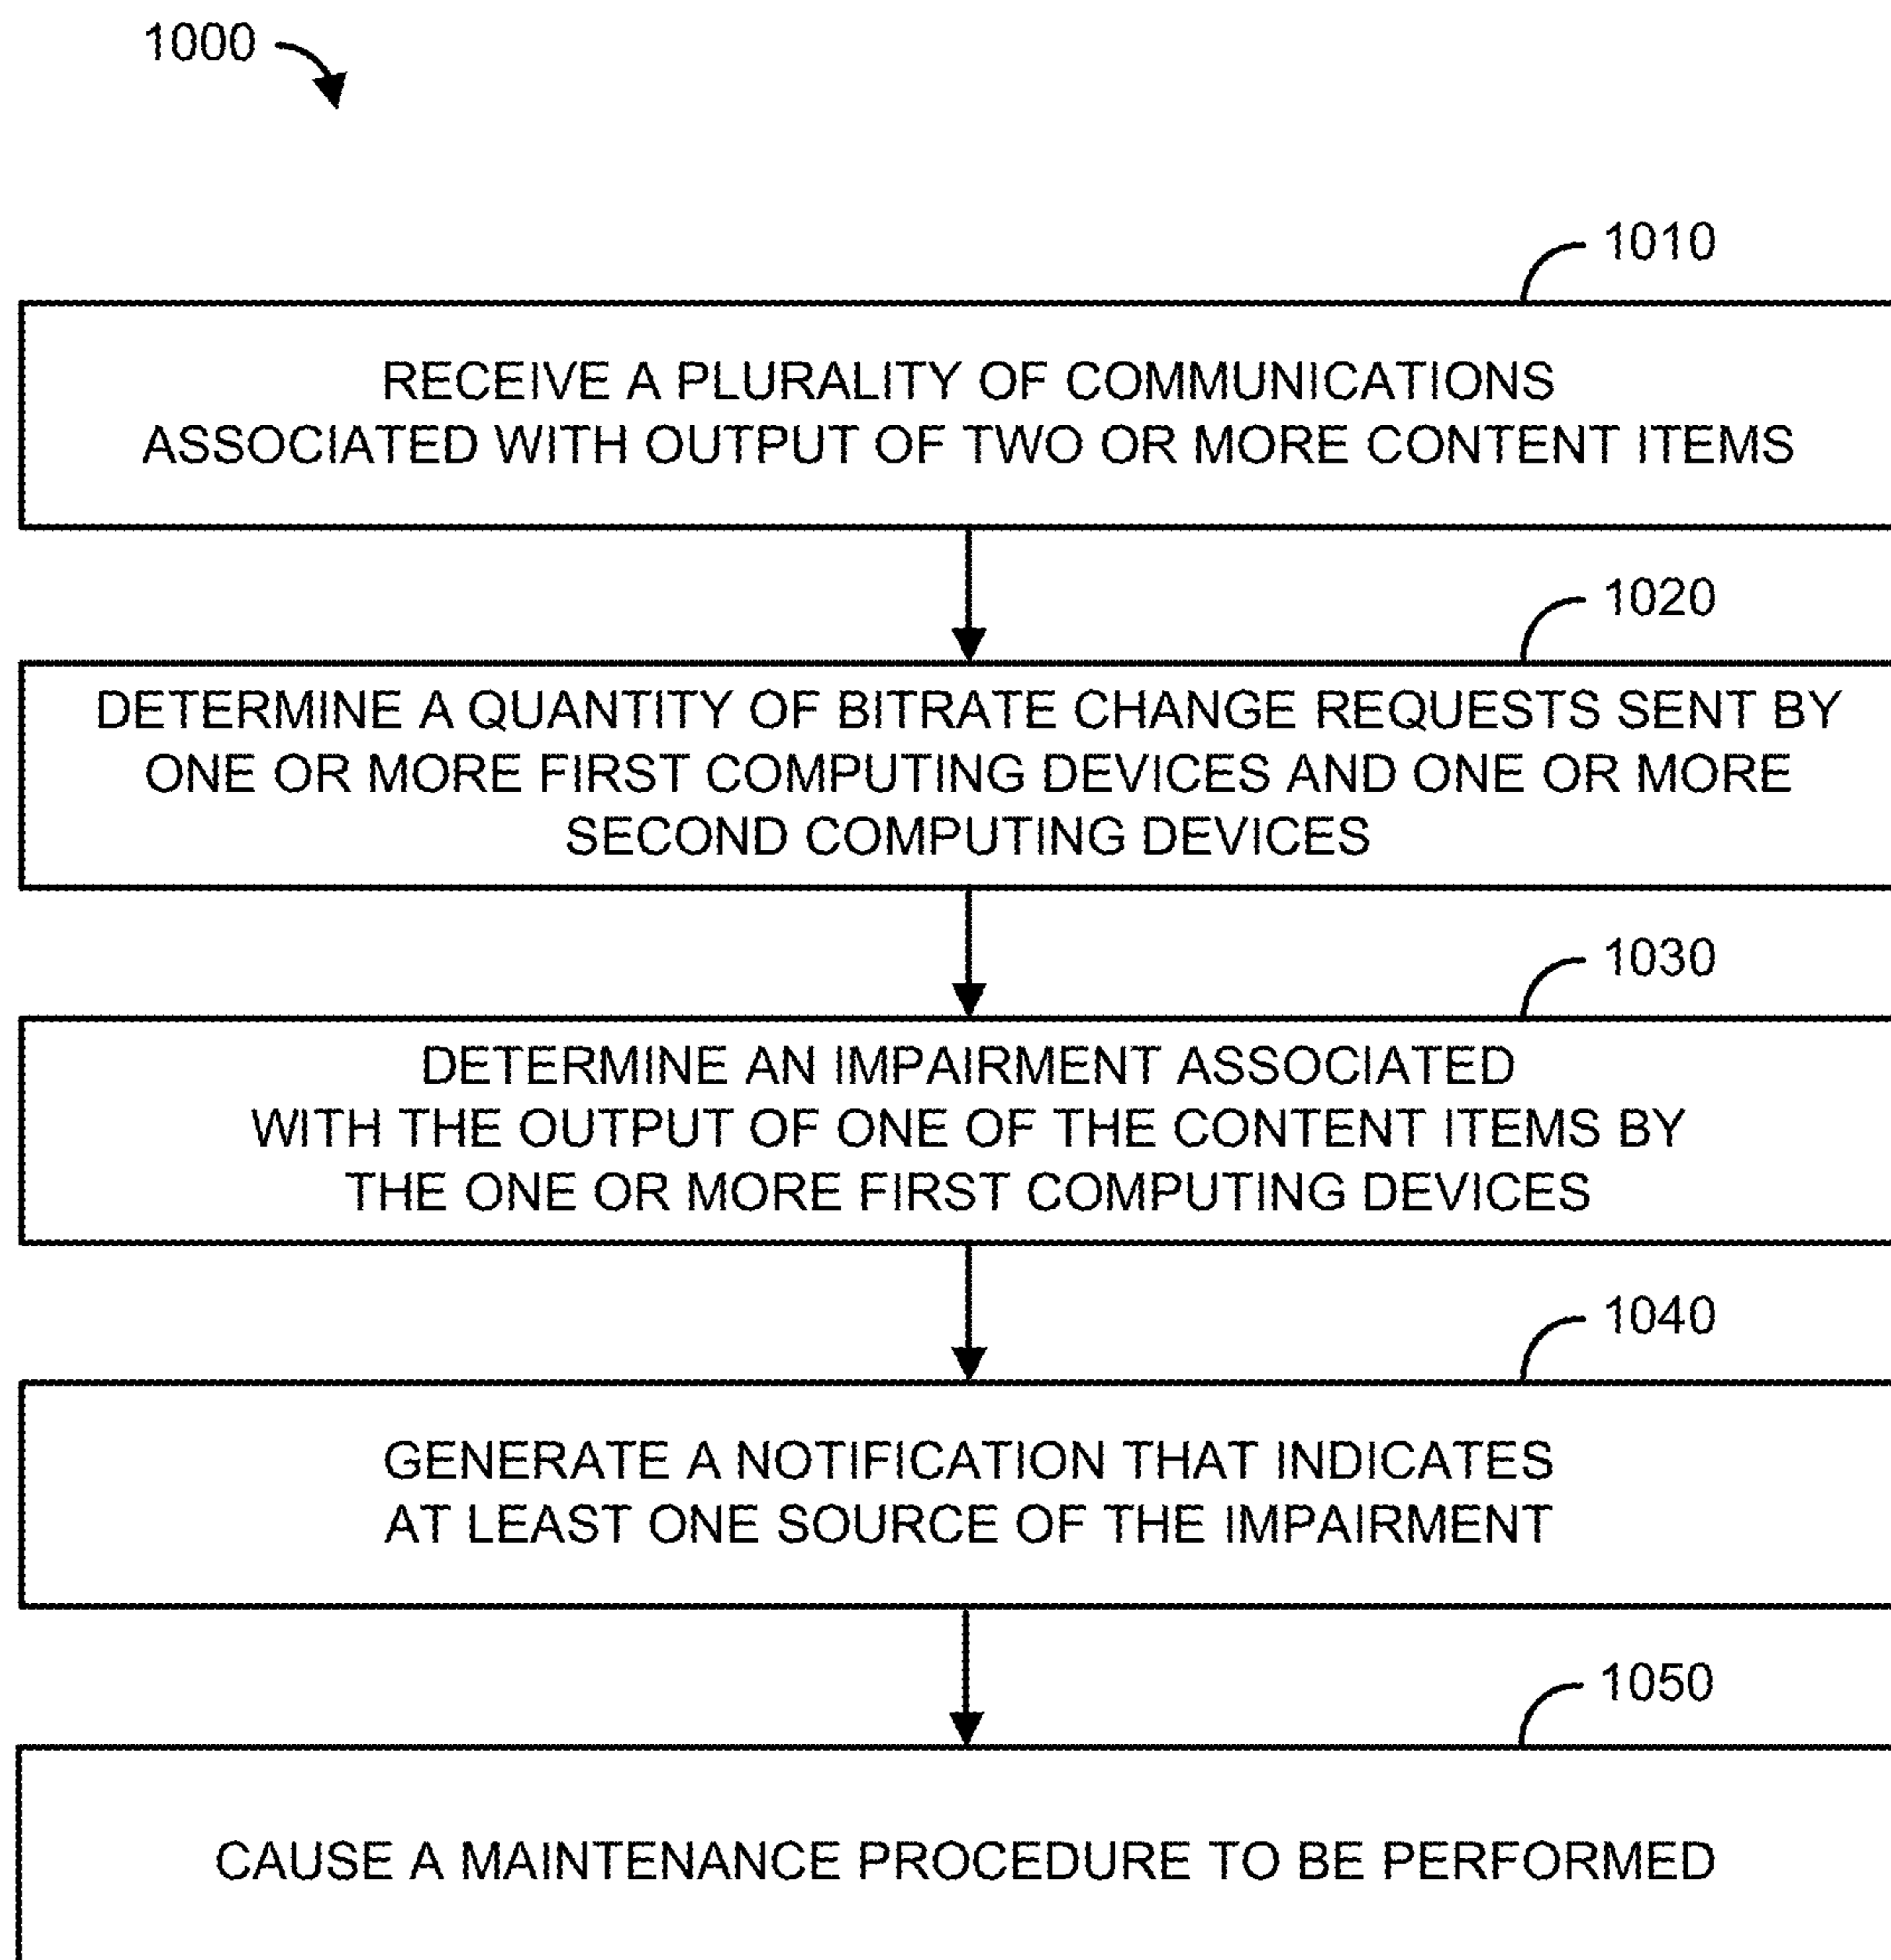 1000
1010
RECEIVE A PLURALITY OF COMMUNICATIONS
ASSOCIATED WITH OUTPUT OF TWO OR MORE CONTENT ITEMS
1020
DETERMINE A QUANTITY OF BITRATE CHANGE REQUESTS SENT BY
ONE OR MORE FIRST COMPUTING DEVICES AND ONE OR MORE
SECOND COMPUTING DEVICES
1030
DETERMINE AN IMPAIRMENT ASSOCIATED
WITH THE OUTPUT OF ONE OF THE CONTENT ITEMS BY
THE ONE OR MORE FIRST COMPUTING DEVICES
1040
GENERATE A NOTIFICATION THAT INDICATES
AT LEAST ONE SOURCE OF THE IMPAIRMENT
1050
CAUSE A MAINTENANCE PROCEDURE TO BE PERFORMED